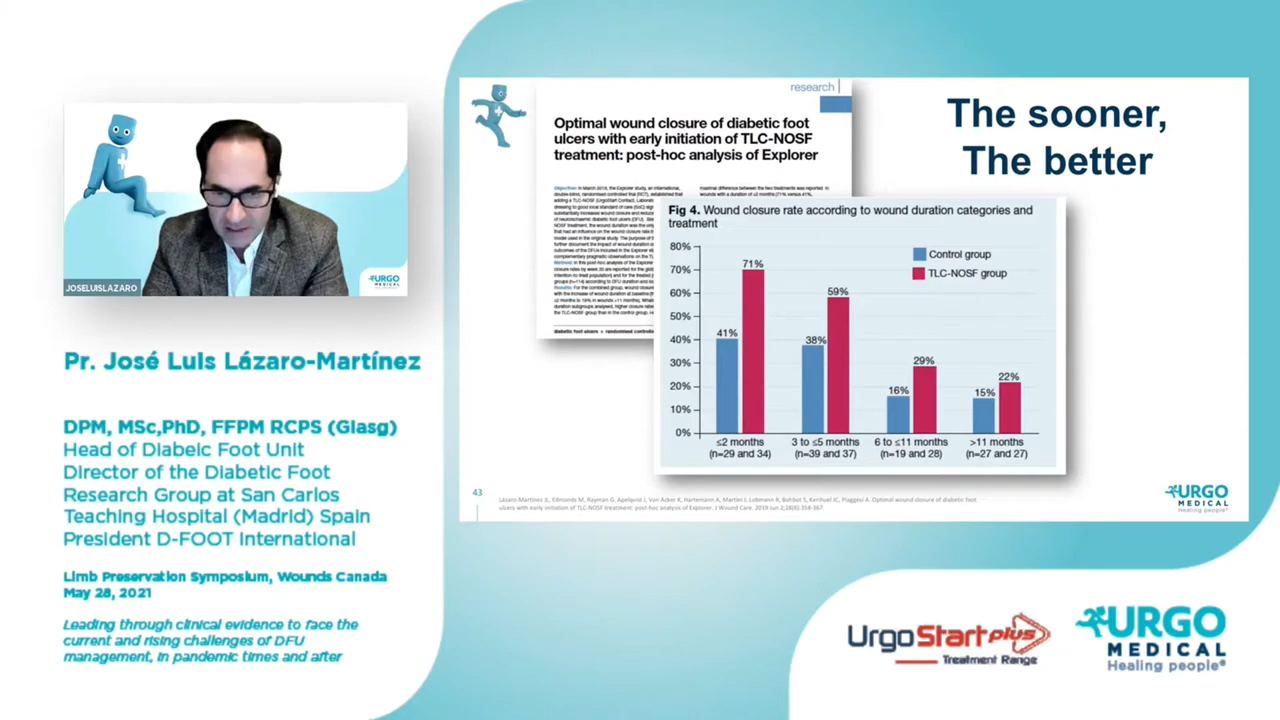 URGO
MEDICAL
JOSELUISLAZARO
Pr. José Luis Lázaro-Martínez
DPM, MSc,PhD, FFPM RCPS (Glasg)
Head of Diabeic Foot Unit
Director of the Diabetic Foot
Research Group at San Carlos
Teaching Hospital (Madrid) Spain
President D-FOOT International
Limb Preservation Symposium, Wounds Canada
May 28, 2021
Leading through clinical evidence to face the
current and rising challenges of DFU
management, in pandemic times and after
research
Optimal wound closure of diabetic foot
ulcers with early initiation of TLC-NOSF
treatment: post-hoc analysis of Explorer
The sooner,
The better
Fig 4. Wound closure rate according to wound duration categories and
treatment
Control group
TLC-NOSF group
80%
70%
60%
50%
40%
30%
20%
10%
0%
41%
71%
38%
59%
16%
29%
15%
22%
≤2 months
(n=29 and 34)
3 to ≤5 months
(n=39 and 37)
6 to ≤11 months
(n=19 and 28)
>11 months
(n=27 and 27)
43
URGO
MEDICAL
Healing people®
UrgoStart plus
Treatment Range
URGO
MEDICAL
Healing people®